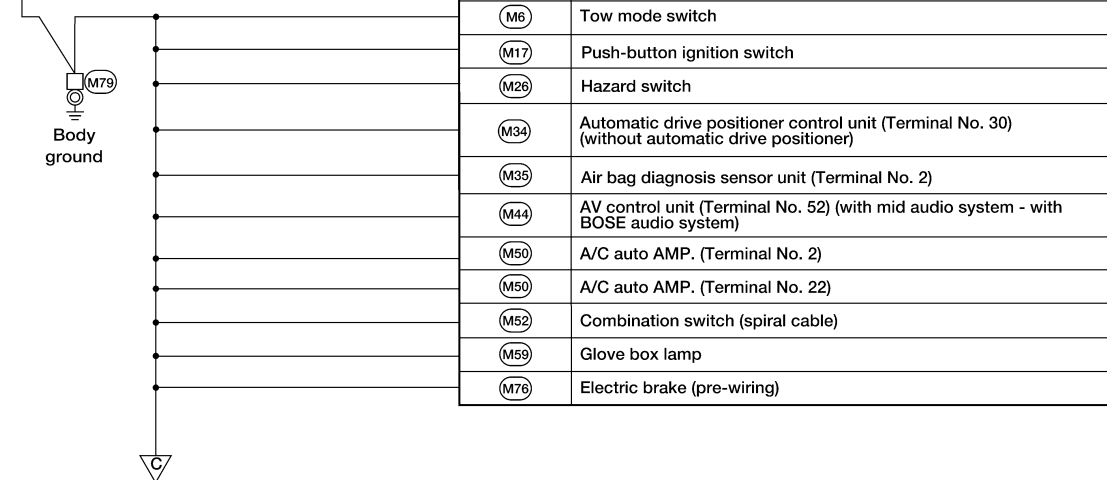 M6 Tow mode switch
M17 Push-button ignition switch
M79
M26 Hazard switch
Body
ground
M34 Automatic drive positioner control unit (Terminal No. 30)
(without automatic drive positioner)
M35 Air bag diagnosis sensor unit (Terminal No. 2)
M44 AV control unit (Terminal No. 52) (with mid audio system - with
BOSE audio system)
M50 A/C auto AMP. (Terminal No. 2)
M50 A/C auto AMP. (Terminal No. 22)
M52 Combination switch (spiral cable)
M59 Glove box lamp
M76 Electric brake (pre-wiring)
C